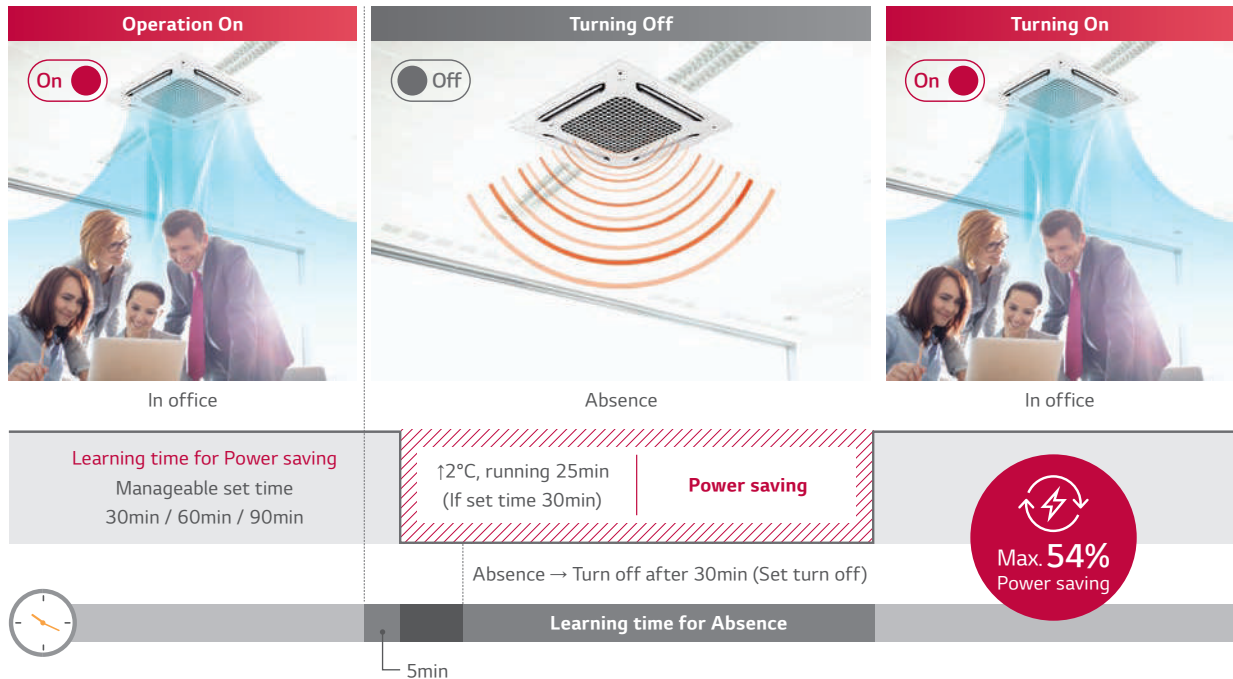 Operation On
Turning Off
Turning On
On
Off
On
In office
Absence
In office
Learning time for Power saving
Manageable set time
30min / 60min / 90min
↑2°C, running 25min
(If set time 30min)
Power saving
Max. 54%
Power saving
Absence → Turn off after 30min (Set turn off)
Learning time for Absence
5min